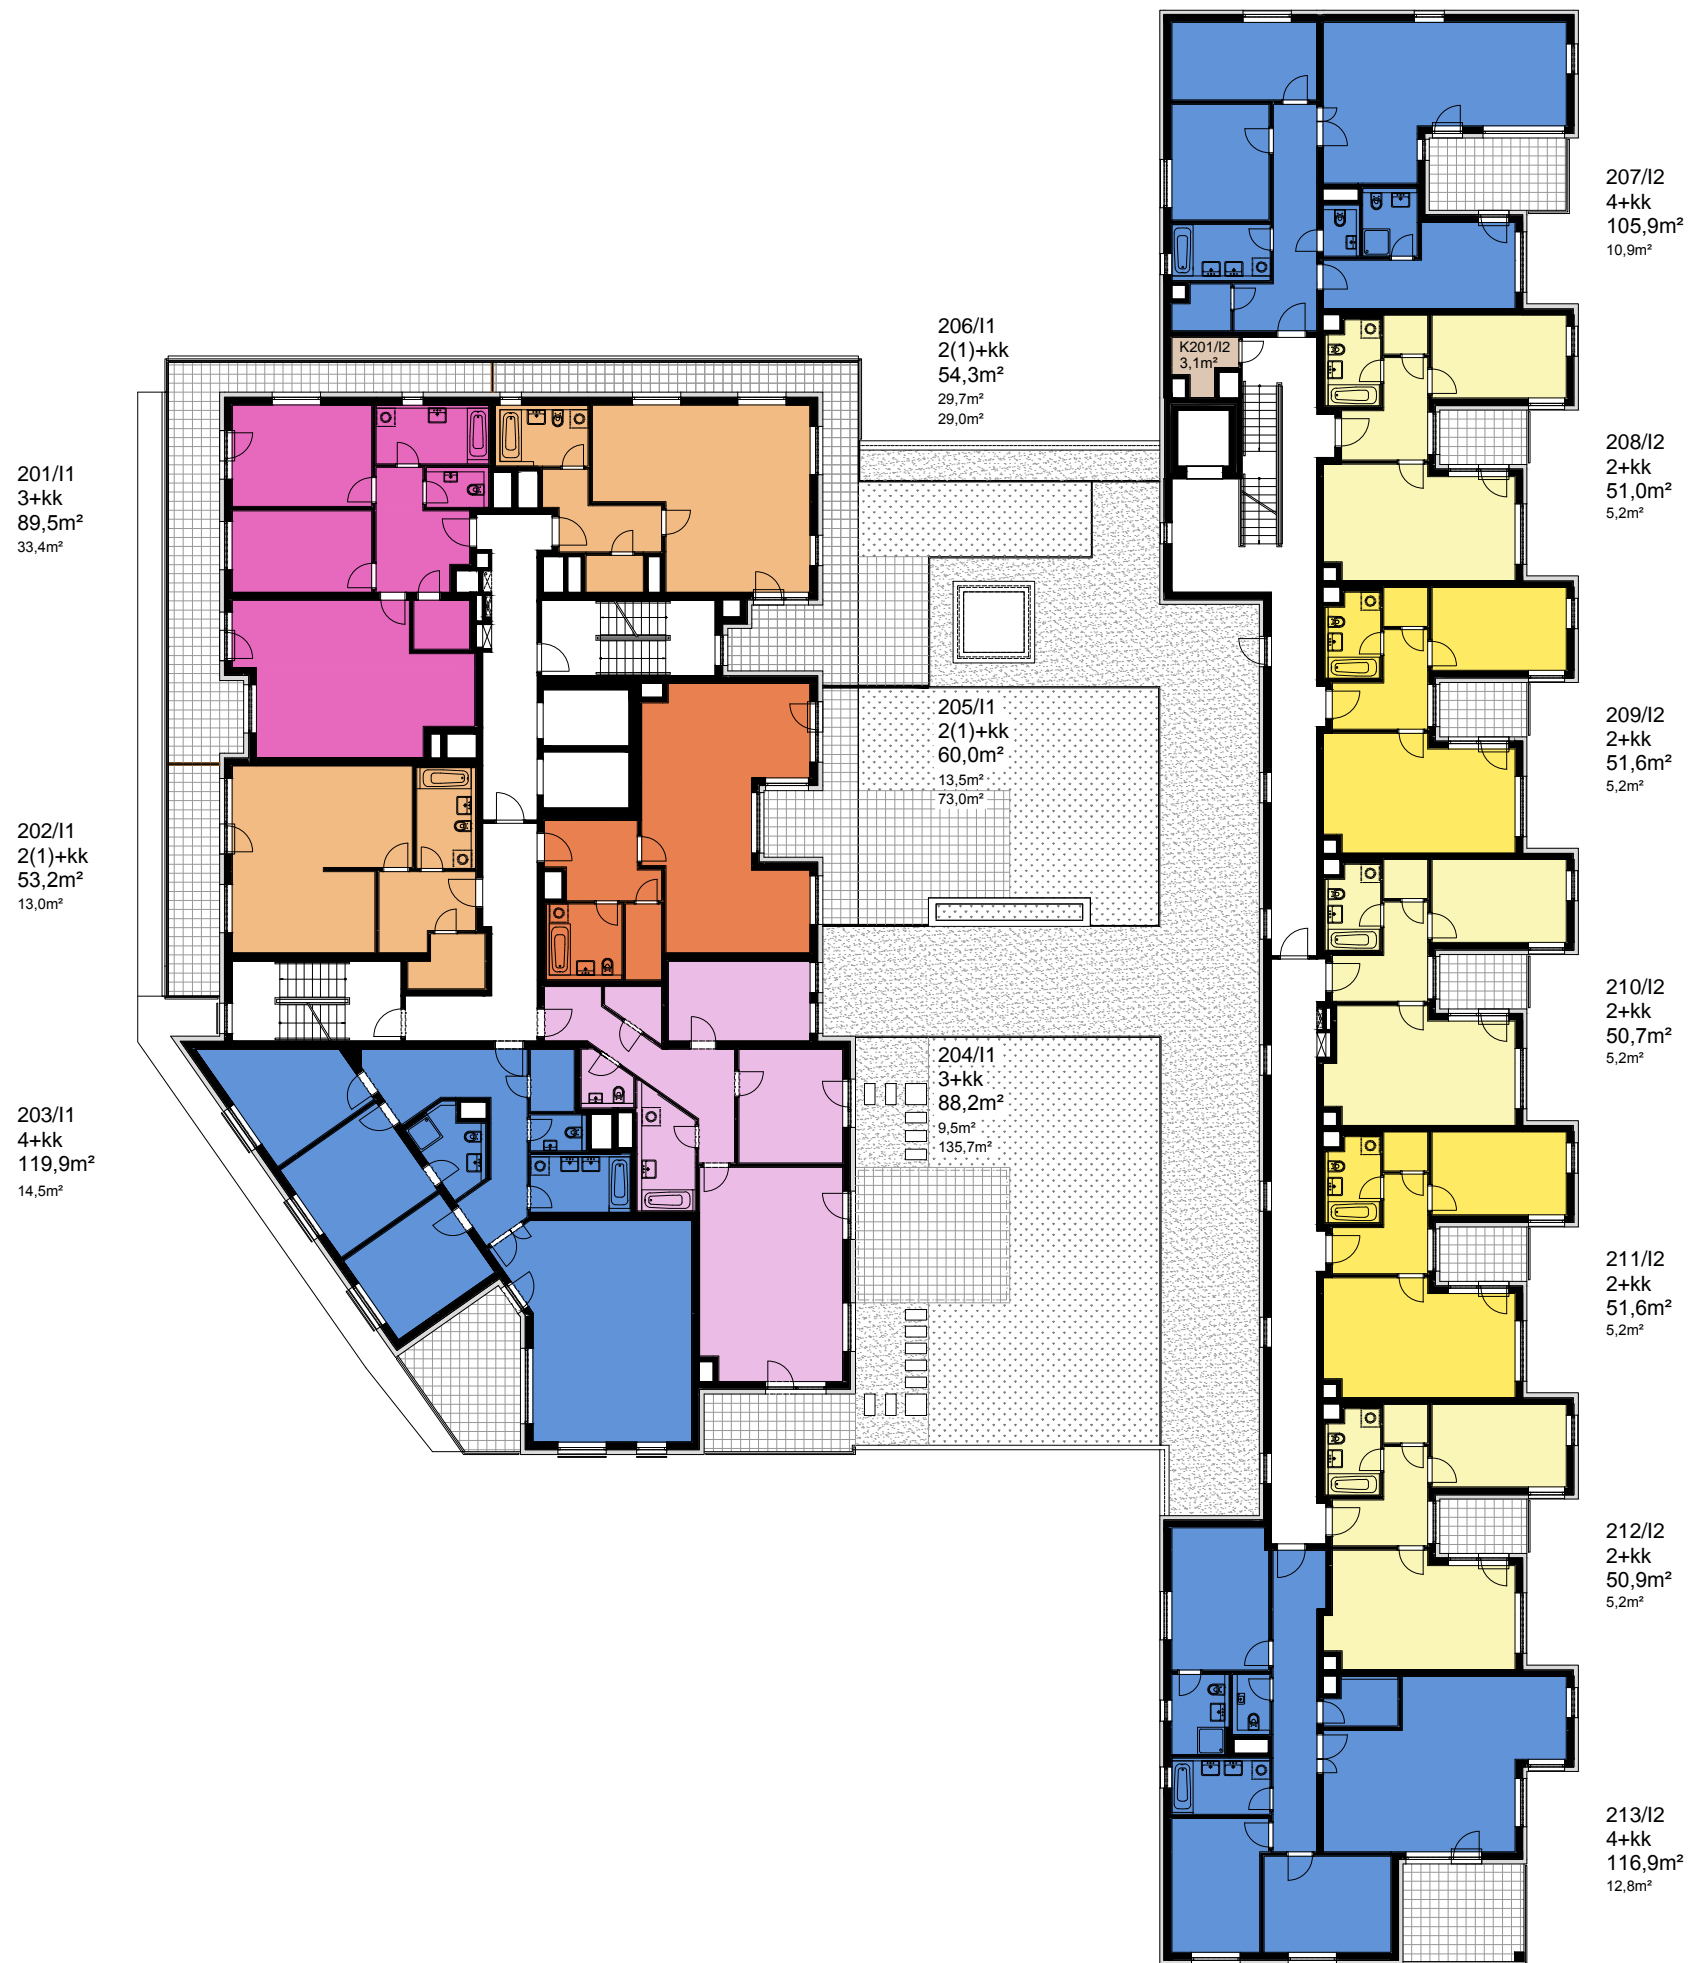 207/I2
4+kk
105,9m²
10,9m²
206/I1
2(1)+kk
54,3m²
29,7m²
29,0m²
K201/I2
3,1m²
201/I1
3+kk
89,5m²
33,4m²
208/I2
2+kk
51,0m²
5,2m²
205/I1
2(1)+kk
60,0m²
13,5m²
73,0m²
209/I2
2+kk
51,6m²
5,2m²
202/I1
2(1)+kk
53,2m²
13,0m²
210/I2
2+kk
50,7m²
5,2m²
204/I1
3+kk
88,2m²
9,5m²
135,7m²
203/I1
4+kk
119,9m²
14,5m²
211/I2
2+kk
51,6m²
5,2m²
212/I2
2+kk
50,9m²
5,2m²
213/I2
4+kk
116,9m²
12,8m²